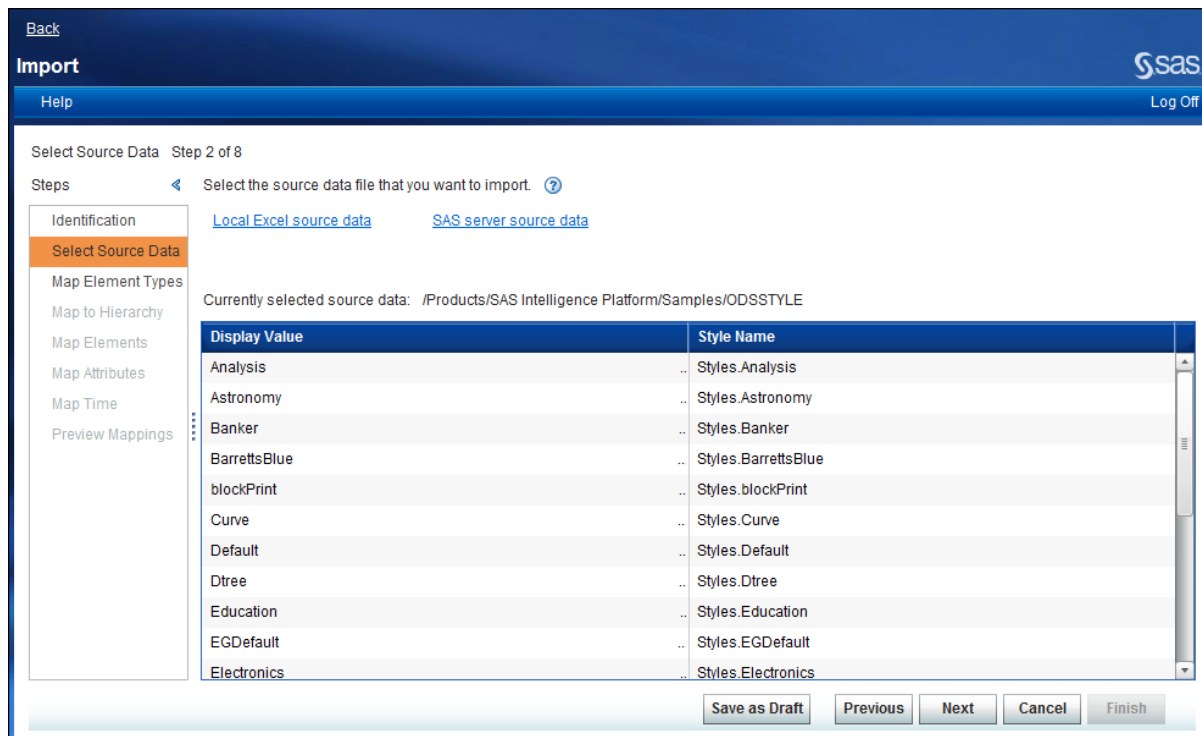 Back
Import
sas
Help Log Off
Select Source Data Step 2 of 8
Steps Select the source data file that you want to import. ?
Identification Local Excel source data SAS server source data
Select Source Data
Map Element Types
Map to Hierarchy
Map Elements
Map Attributes
Map Time
Preview Mappings
Currently selected source data: /Products/SAS Intelligence Platform/Samples/ODSSTYLE
Display Value Style Name
Analysis .. Styles.Analysis
Astronomy .. Styles.Astronomy
Banker .. Styles.Banker
BarrettsBlue .. Styles.BarrettsBlue
blockPrint .. Styles.blockPrint
Curve .. Styles.Curve
Default .. Styles.Default
Dtree .. Styles.Dtree
Education .. Styles.Education
EGDefault .. Styles.EGDefault
Electronics .. Styles.Electronics
Save as Draft Previous Next Cancel Finish